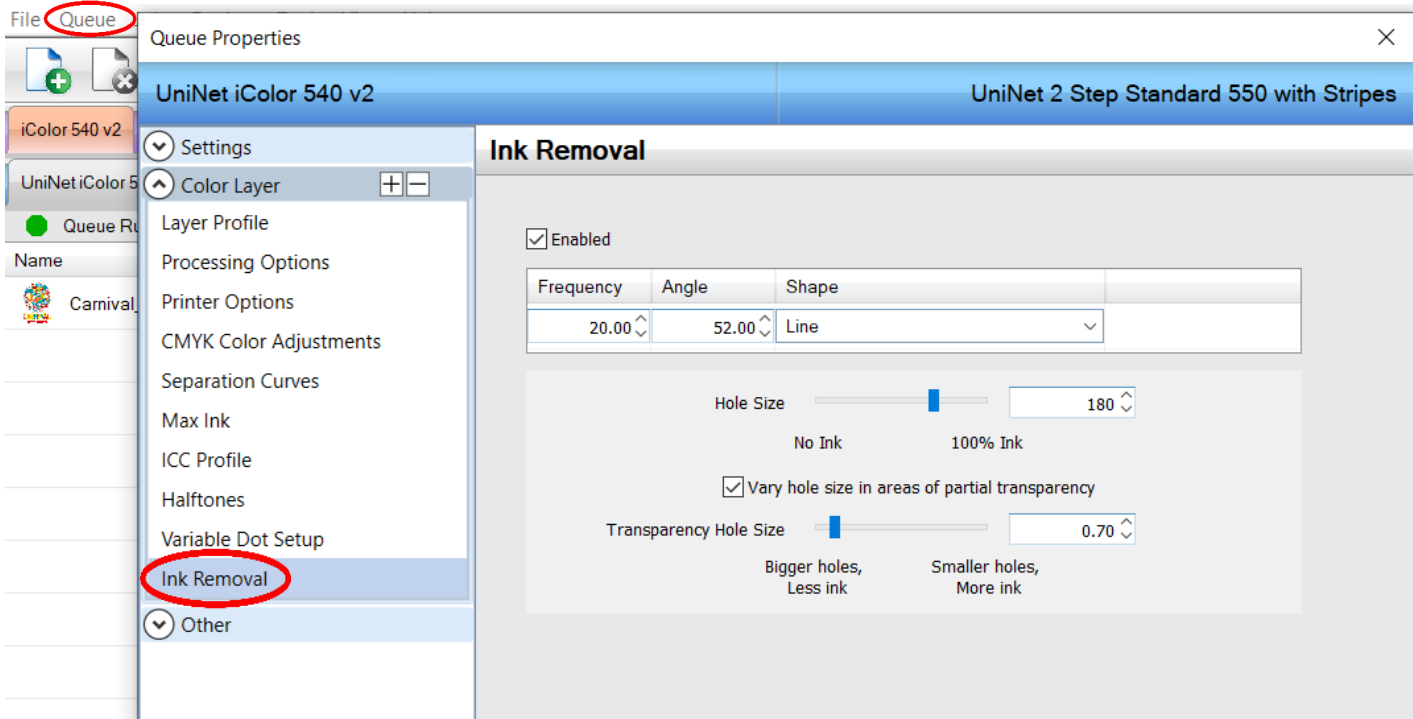 File Queue
Queue Properties
UniNet iColor 540 v2
UniNet 2 Step Standard 550 with Stripes
iColor 540 v2
UniNet iColor 5
Queue Ru
Name
Carnival_
Settings
Color Layer
Layer Profile
Processing Options
Printer Options
CMYK Color Adjustments
Separation Curves
Max Ink
ICC Profile
Halftones
Variable Dot Setup
Ink Removal
Other
Ink Removal
Enabled
Frequency Angle Shape
20.00 52.00 Line
Hole Size 180
No Ink 100% Ink
Vary hole size in areas of partial transparency
Transparency Hole Size 0.70
Bigger holes, Smaller holes,
Less ink More ink